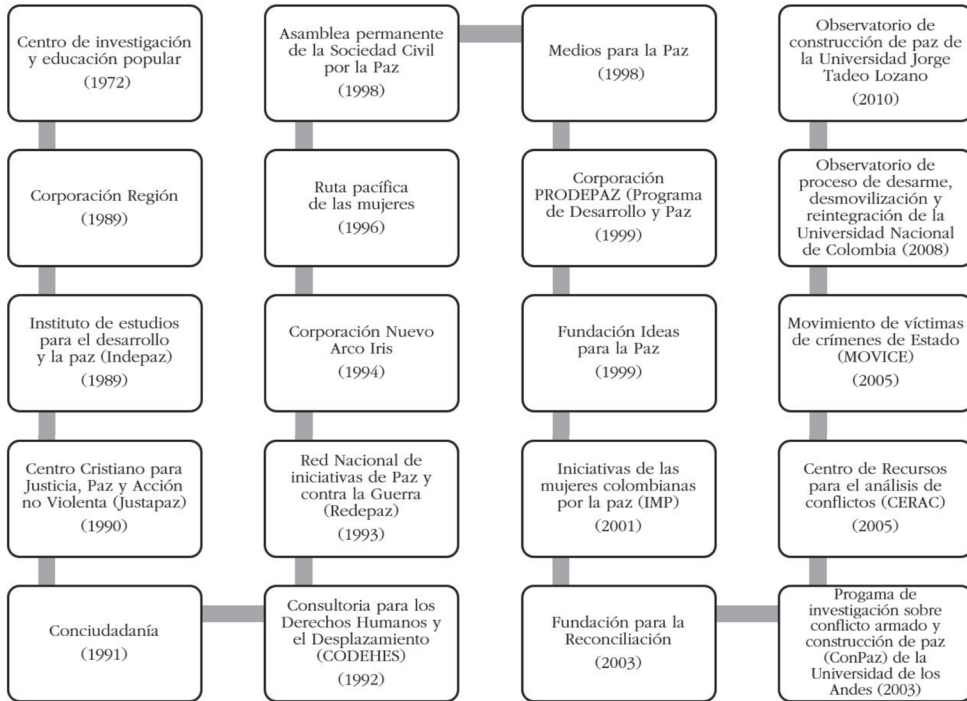 Centro de investigación
y educación popular
(1972)
Corporación Región
(1989)
Instituto de estudios
para el desarrollo
y la paz (Indepaz)
(1989)
Centro Cristiano para
Justicia, Paz y Acción
no Violenta (Justapaz)
(1990)
Conciudadanía
(1991)
Consultoria para los
Derechos Humanos y
el Desplazamiento
(CODEHES)
(1992)
Red Nacional de
iniciativas de Paz y
contra la Guerra
(Redepaz)
(1993)
Corporación Nuevo
Arco Iris
(1994)
Ruta pacífica
de las mujeres
(1996)
Asamblea permanente
de la Sociedad Civil
por la Paz
(1998)
Medios para la Paz
(1998)
Corporación
PRODEPAZ (Programa
de Desarrollo y Paz
(1999)
Fundación Ideas
para la Paz
(1999)
Iniciativas de las
mujeres colombianas
por la paz (IMP)
(2001)
Fundación para la
Reconciliación
(2003)
Progama de
investigación sobre
conflicto armado y
construcción de paz
(ConPaz) de la
Universidad de los
Andes (2003)
Centro de Recursos
para el análisis de
conflictos (CERAC)
(2005)
Movimiento de víctimas
de crímenes de Estado
(MOVICE)
(2005)
Observatorio de
proceso de desarme,
desmovilización y
reintegración de la
Universidad Nacional
de Colombia (2008)
Observatorio de
construcción de paz de
la Universidad Jorge
Tadeo Lozano
(2010)